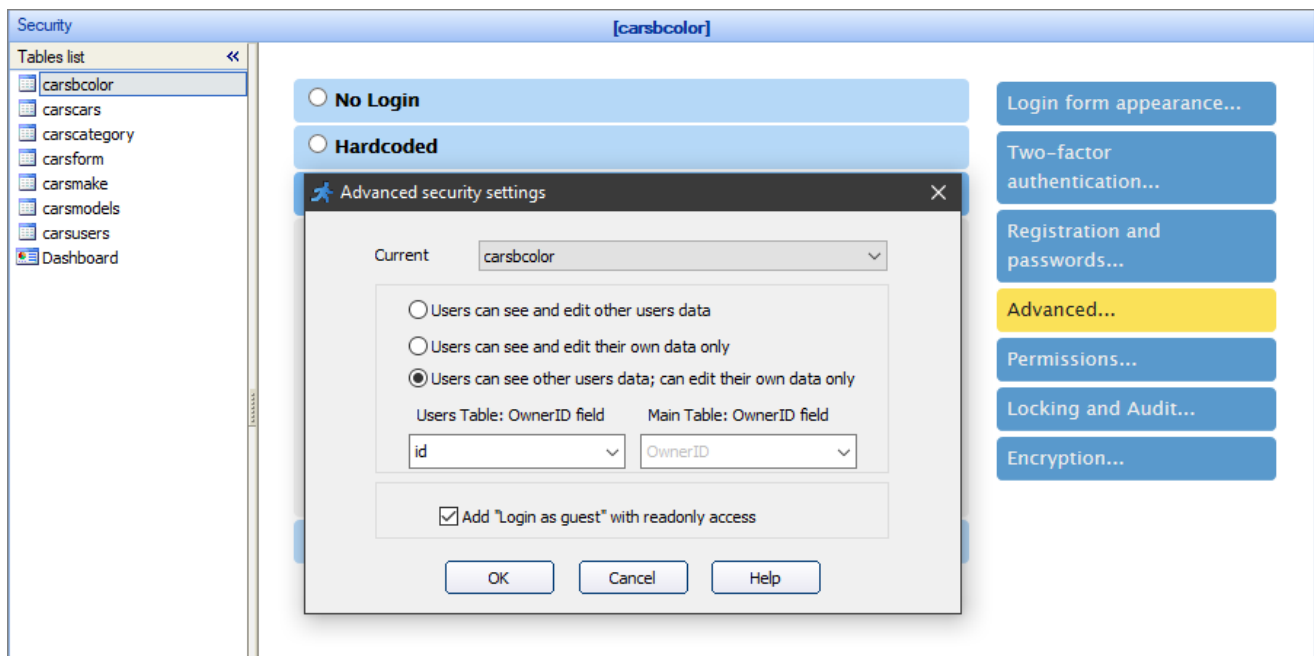 Security
[carsbcolor]
Tables list
«
carsbcolor
carscars
carscategory
carsform
carsmake
carsmodels
carsusers
Dashboard
No Login
Hardcoded
Advanced security settings
Current
carsbcolor
Users can see and edit other users data
Users can see and edit their own data only
Users can see other users data; can edit their own data only
Users Table: OwnerID field
Main Table: OwnerID field
id
OwnerID
Add "Login as guest" with readonly access
OK
Cancel
Help
Login form appearance...
Two-factor
authentication...
Registration and
passwords...
Advanced...
Permissions...
Locking and Audit...
Encryption...